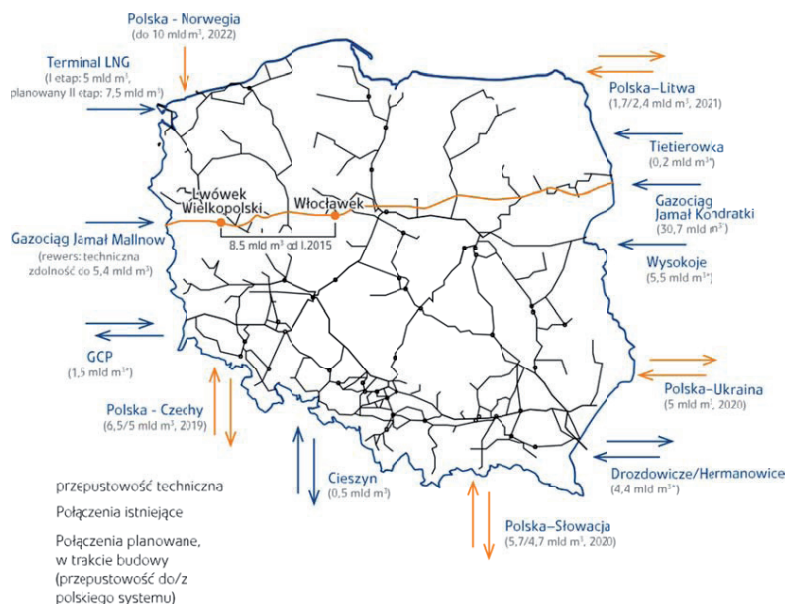 Polska - Norwegia
(do 10 mld m³, 2022)
Terminal LNG
(I etap: 5 mld m³,
planowany II etap: 7,5 mld m³)
Polska–Litwa
(1,7/2,4 mld m³, 2021)
Tietierowka
(0,2 mld m³*)
Lwówek
Wielkopolski
Włocławek
Gazociąg
Jamał Kondratki
(30,7 mld m³)
8.5 mld m³ od I.2015
Gazociąg Jamał Mallnow
(rewers: techniczna
zdolność do 5,4 mld m³)
Wysokoje
(5,5 mld m³*)
GCP
(1,5 mld m³*)
Polska-Ukraina
(5 mld m³, 2020)
Polska - Czechy
(6,5/5 mld m³, 2019)
Cieszyn
(0,5 mld m³)
Drozdowicze/Hermanowice
(4,4 mld m³*)
Polska–Słowacja
(5,7/4,7 mld m³, 2020)
przepustowość techniczna
Połączenia istniejące
Połączenia planowane,
w trakcie budowy
(przepustowość do/z
polskiego systemu)